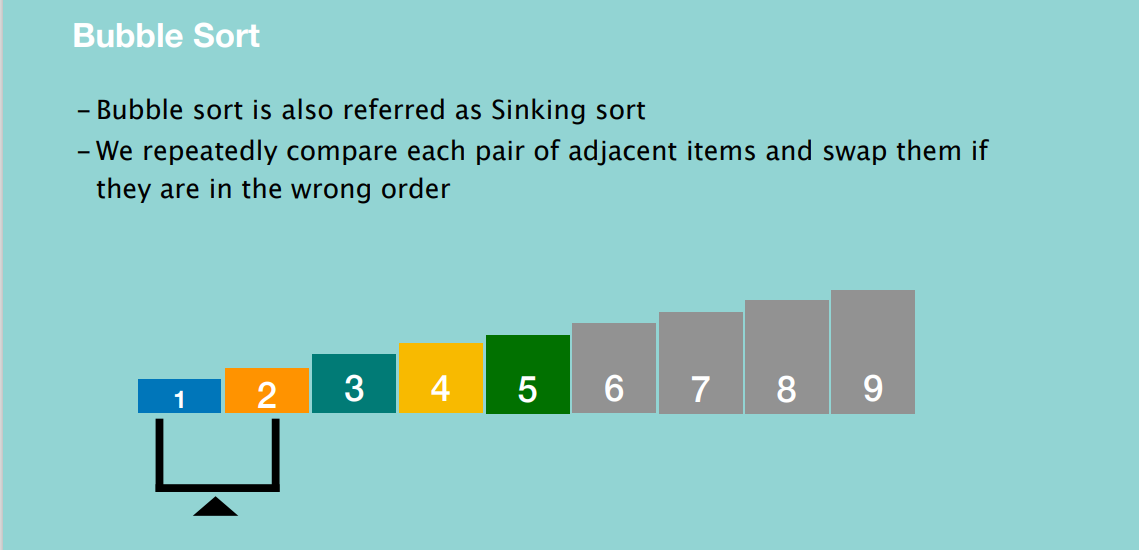 Bubble Sort
– Bubble sort is also referred as Sinking sort
– We repeatedly compare each pair of adjacent items and swap them if
they are in the wrong order
1 2 3 4 5 6 7 8 9